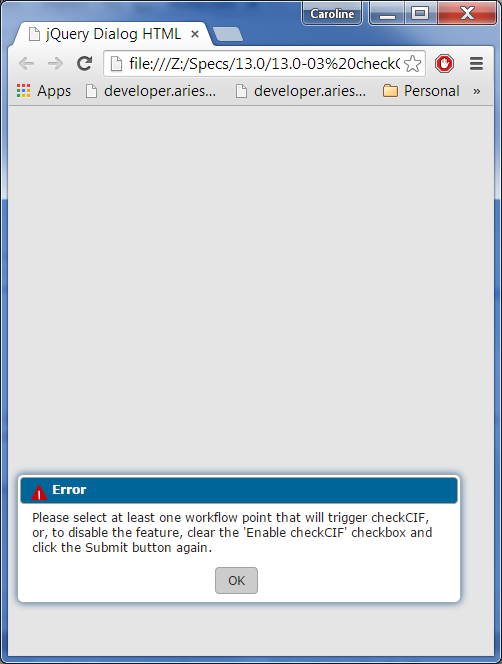 Caroline
jQuery Dialog HTML
file:///Z:/Specs/13.0/13.0-03%20checkC
Apps developer.aries... developer.aries... Personal »
Error
Please select at least one workflow point that will trigger checkCIF,
or, to disable the feature, clear the 'Enable checkCIF' checkbox and
click the Submit button again.
OK